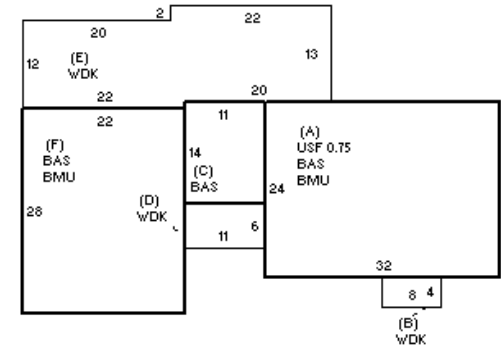 2
22
20
12
(E)
WDK
13
22
20
22
11
(F)
BAS
BMU
14
(C)
BAS
(A)
USF 0.75
BAS
BMU
24
28
(D)
WDK
6
11
32
8 4
(B)
WDK